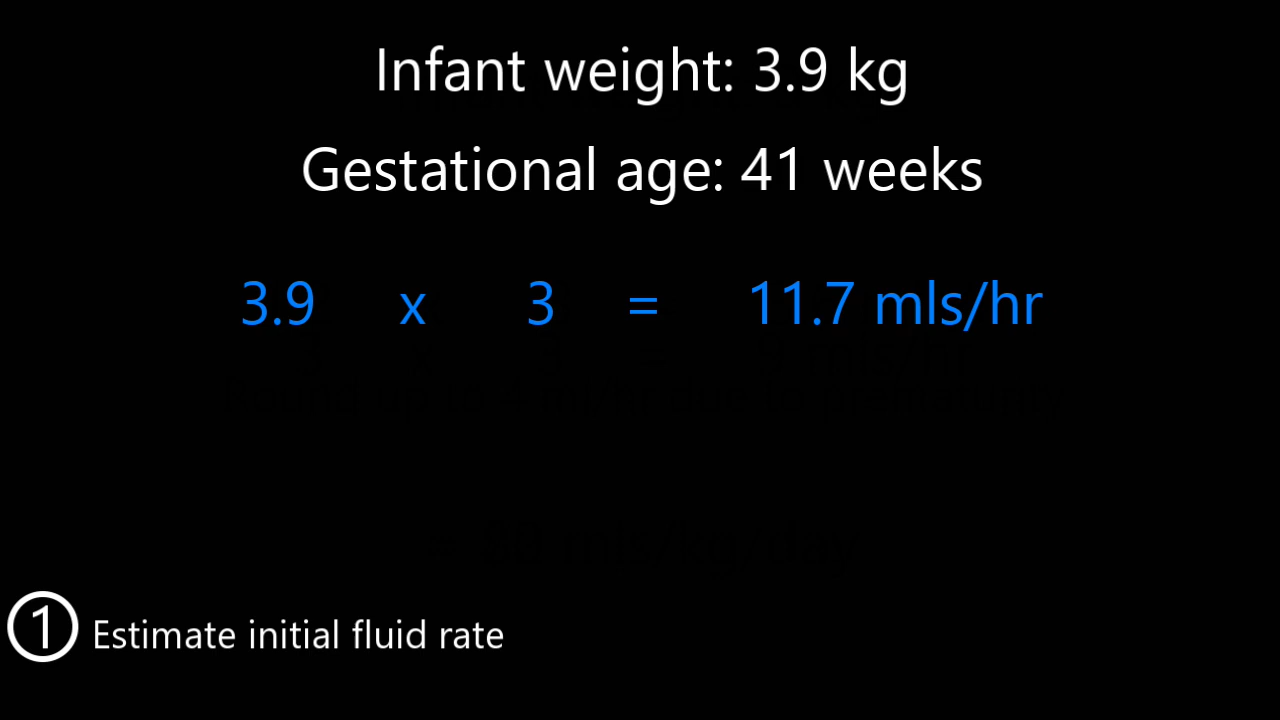 Infant weight: 3.9 kg
Gestational age: 41 weeks
3.9 x 3 = 11.7 mls/hr
1 Estimate initial fluid rate